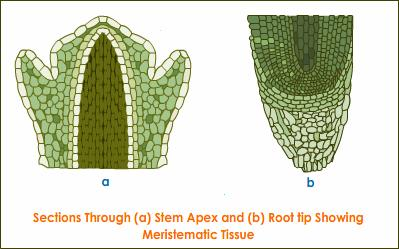 a
b
Sections Through (a) Stem Apex and (b) Root tip Showing
Meristematic Tissue